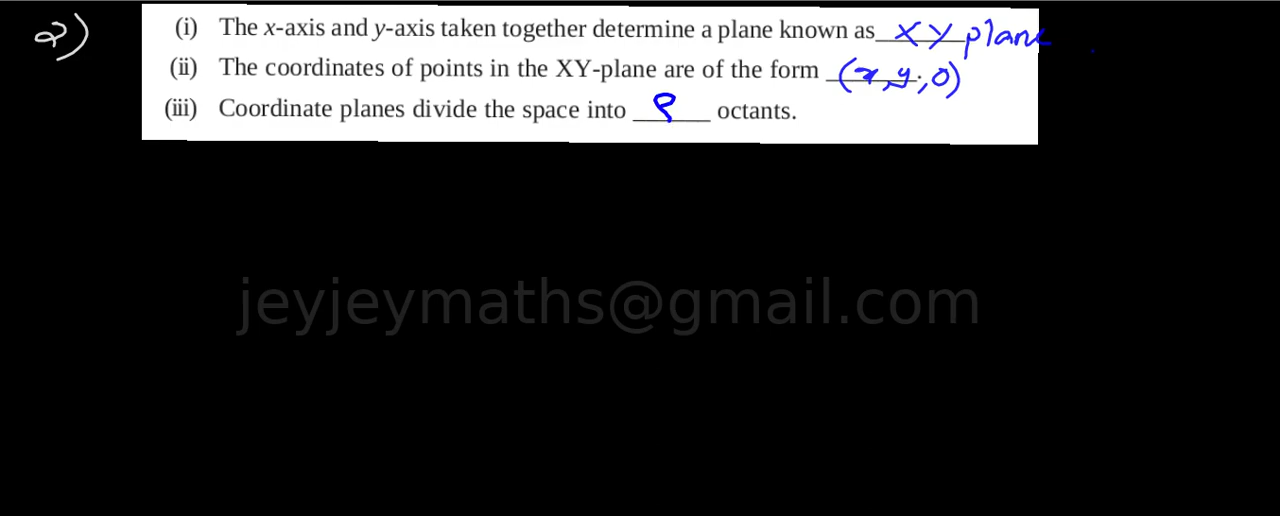 2)
(i) The x-axis and y-axis taken together determine a plane known as XY plane
(ii) The coordinates of points in the XY-plane are of the form (x,y,0)
(iii) Coordinate planes divide the space into 8 octants.
jeyjeymaths@gmail.com